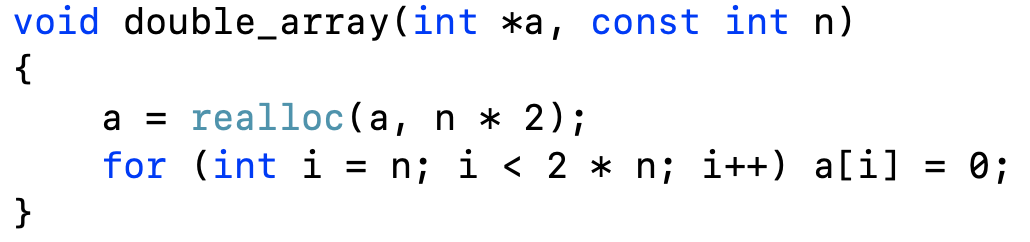 void double_array(int *a, const int n)
{
    a = realloc(a, n * 2);
    for (int i = n; i < 2 * n; i++) a[i] = 0;
}